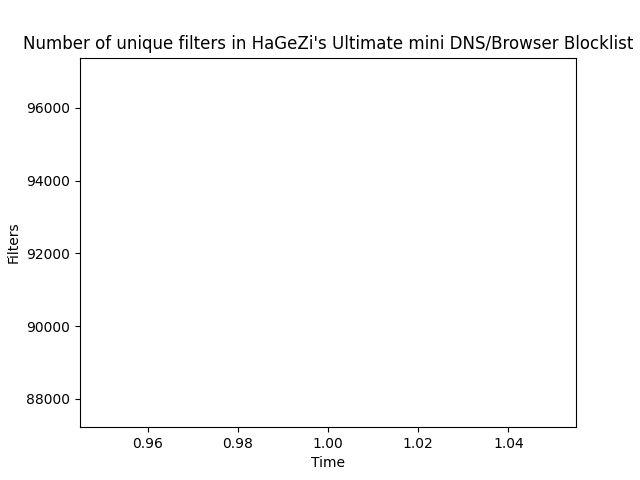 Number of unique filters in HaGeZi's Ultimate mini DNS/Browser Blocklist
96000
94000
92000
90000
88000
Filters
0.96 0.98 1.00 1.02 1.04
Time